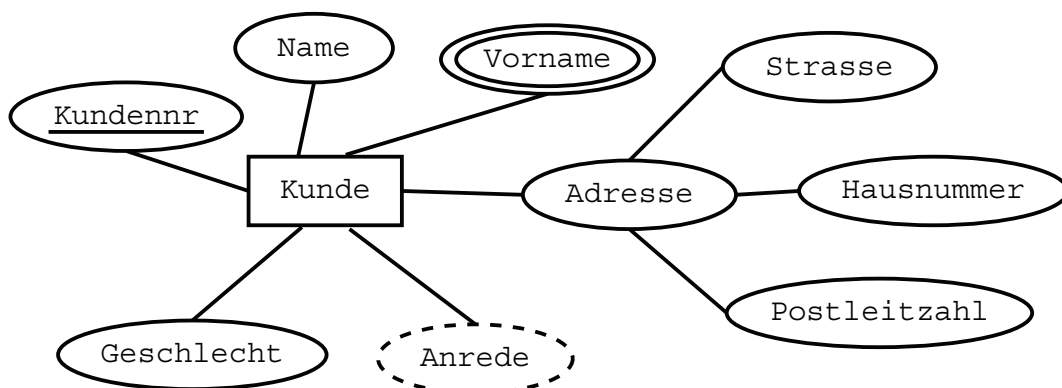 Name
Vorname
Strasse
Kundennr
Kunde
Adresse
Hausnummer
Geschlecht
Anrede
Postleitzahl